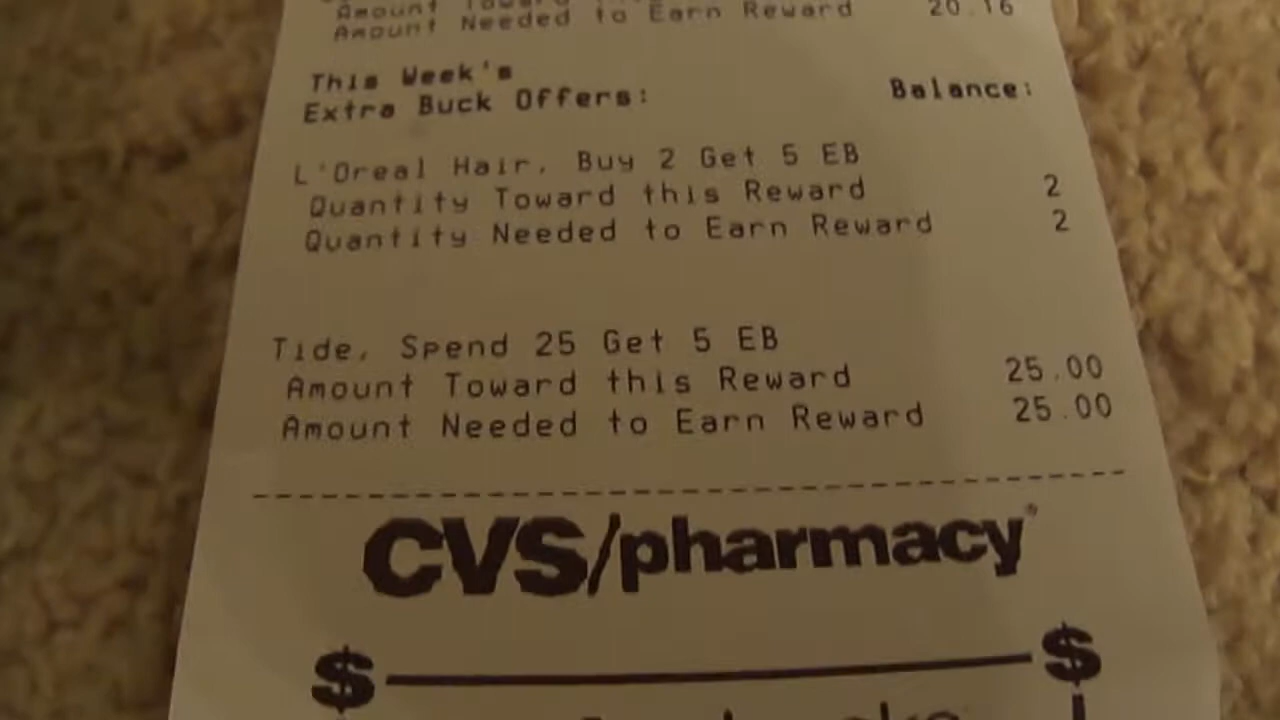 Amount Toward
Amount Needed to Earn Reward 20.16
This Week's
Extra Buck Offers: Balance:
L'Oreal Hair, Buy 2 Get 5 EB
Quantity Toward this Reward 2
Quantity Needed to Earn Reward 2
Tide, Spend 25 Get 5 EB
Amount Toward this Reward 25.00
Amount Needed to Earn Reward 25.00
CVS/pharmacy®
$ $